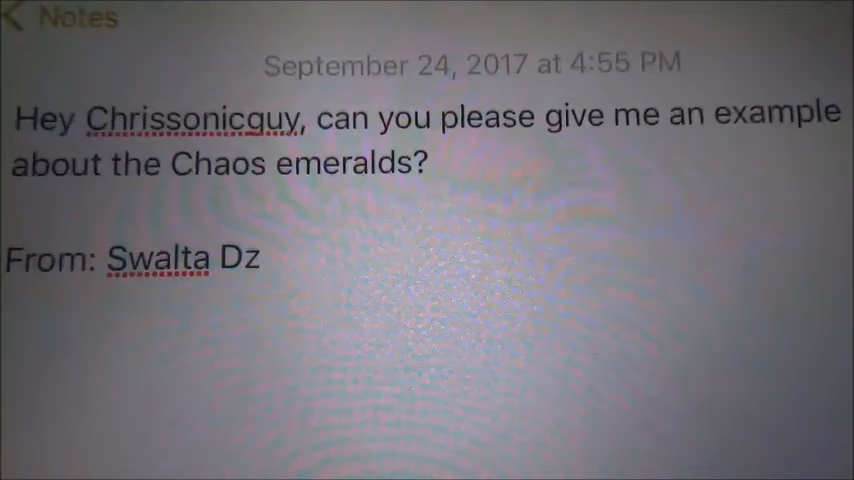 Notes
September 24, 2017 at 4:55 PM
Hey Chrissonicguy, can you please give me an example
about the Chaos emeralds?
From: Swalta Dz